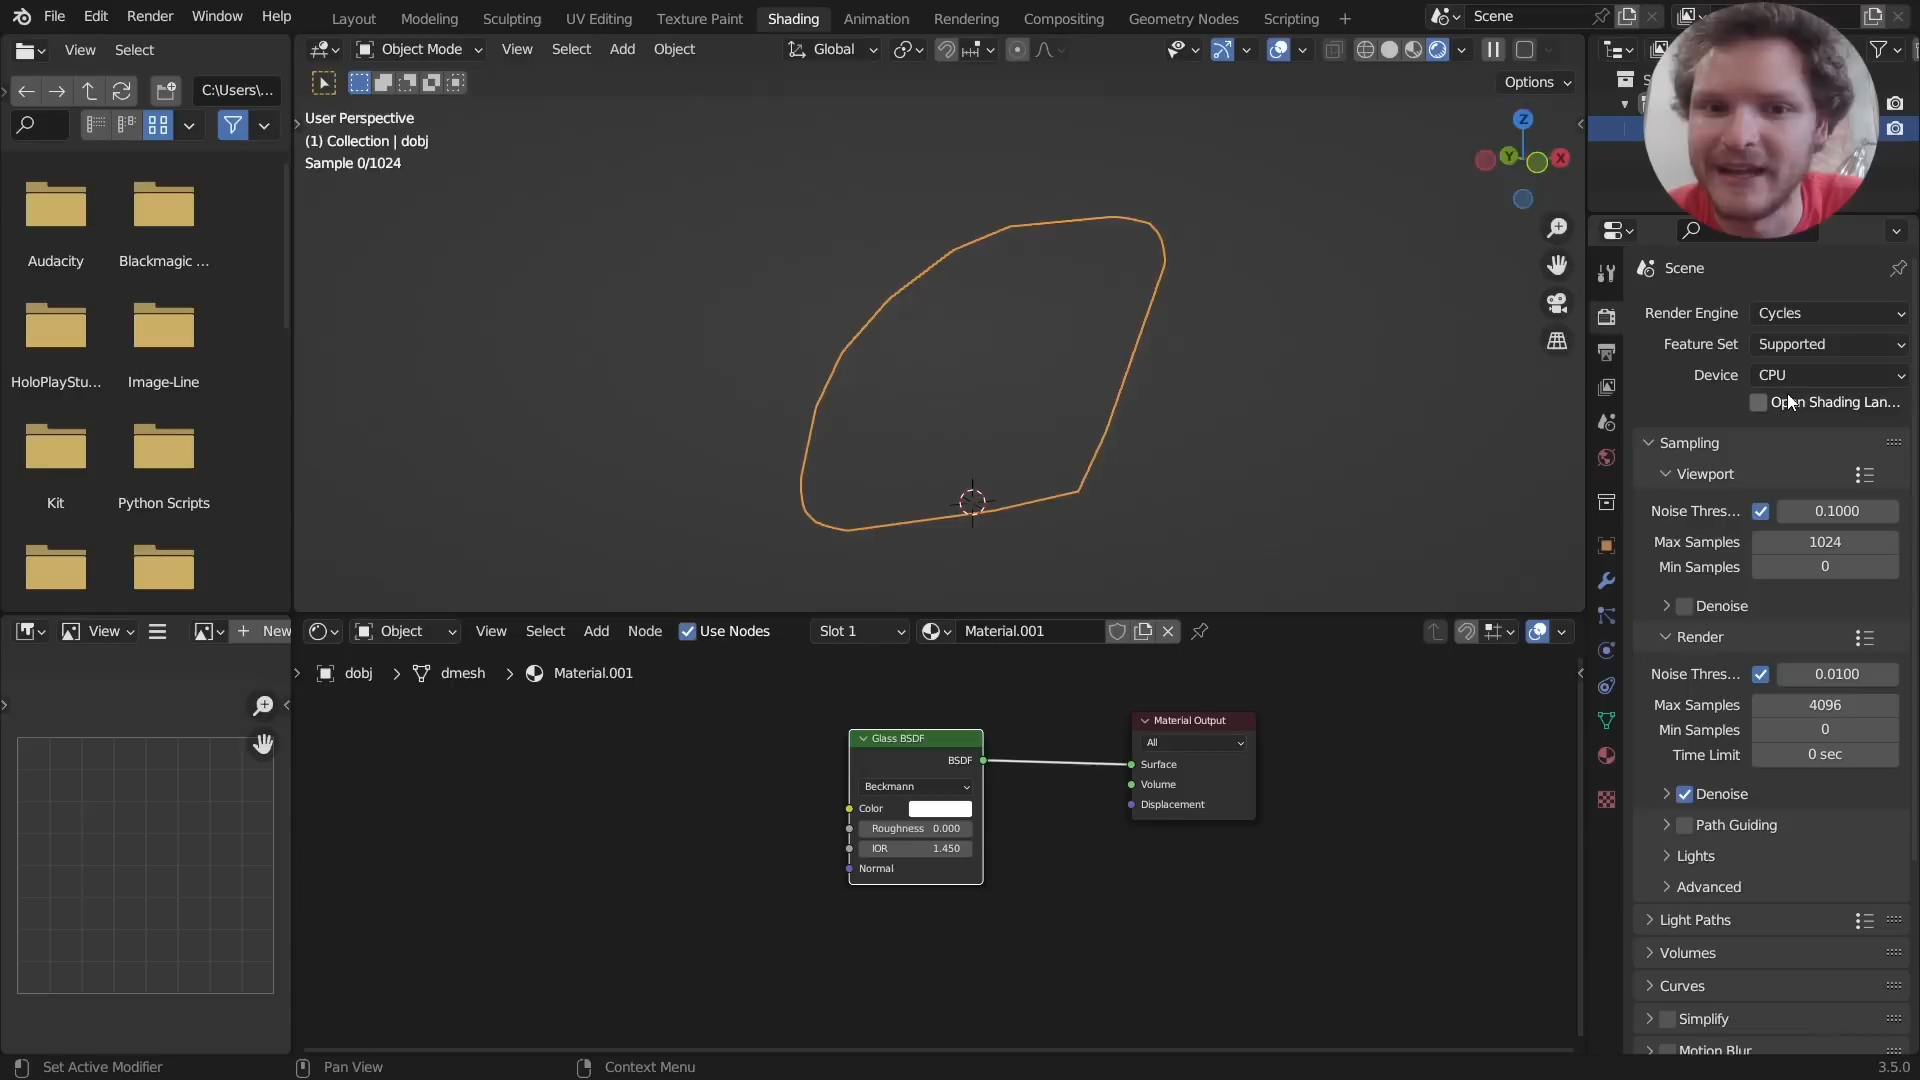 File Edit Render Window Help
Layout Modeling Sculpting UV Editing Texture Paint Shading Animation Rendering Compositing Geometry Nodes Scripting +
Scene
View Select
Object Mode View Select Add Object
Global
C:\Users\...
Options
User Perspective
(1) Collection | dobj
Sample 0/1024
Z
Y
X
Audacity
Blackmagic ...
HoloPlayStu...
Image-Line
Kit
Python Scripts
Scene
Render Engine Cycles
Feature Set Supported
Device CPU
Open Shading Lan...
Sampling
Viewport
Noise Thres... 0.1000
Max Samples 1024
Min Samples 0
Denoise
Render
Noise Thres... 0.0100
Max Samples 4096
Min Samples 0
Time Limit 0 sec
Denoise
Path Guiding
Lights
Advanced
Light Paths
Volumes
Curves
Simplify
Motion Blur
View
+ New
Object View Select Add Node Use Nodes Slot 1 Material.001
dobj > dmesh > Material.001
Glass BSDF
BSDF
Beckmann
Color
Roughness 0.000
IOR 1.450
Normal
Material Output
All
Surface
Volume
Displacement
Set Active Modifier
Pan View
Context Menu
3.5.0